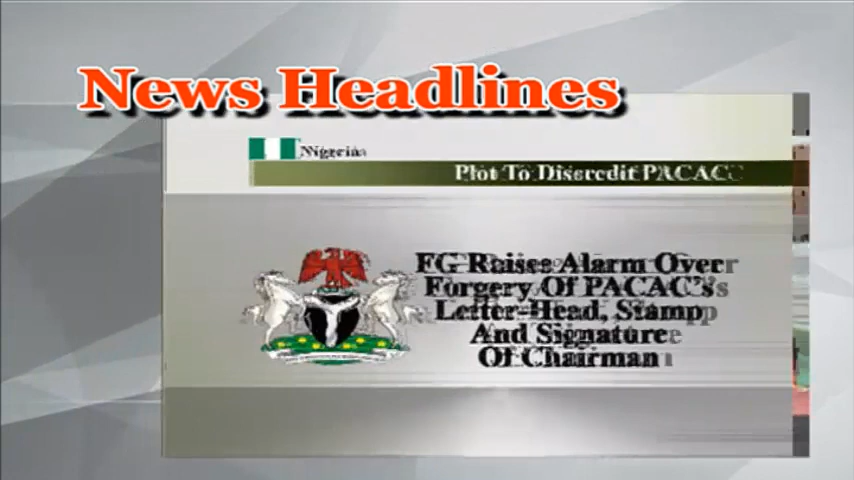 News Headlines
Nigeria
Plot To Discredit PACAC
FG Raise Alarm Over
Forgery Of PACAC's
Letter-Head, Stamp
And Signature
Of Chairman